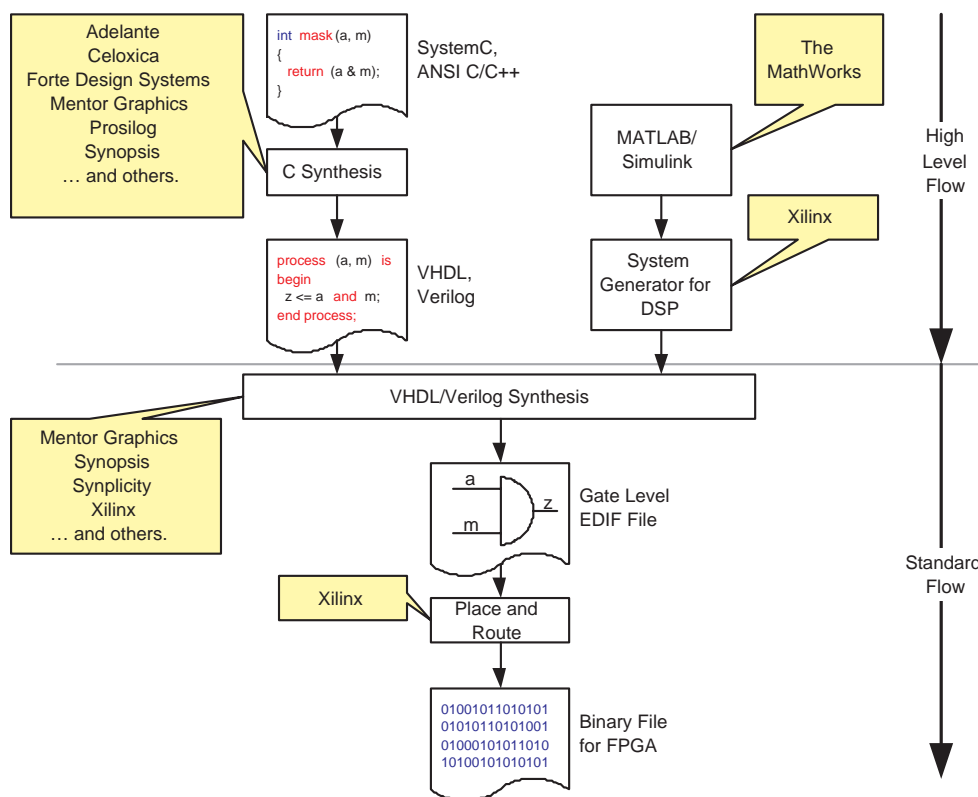 Adelante
Celoxica
Forte Design Systems
Mentor Graphics
Prosilog
Synopsis
… and others.
int mask (a, m)
{
return (a & m);
}
SystemC,
ANSI C/C++
The
MathWorks
C Synthesis
MATLAB/
Simulink
High
Level
Flow
Xilinx
process (a, m) is
begin
z <= a and m;
end process;
VHDL,
Verilog
System
Generator for
DSP
VHDL/Verilog Synthesis
Mentor Graphics
Synopsis
Synplicity
Xilinx
… and others.
a
m
z
Gate Level
EDIF File
Standard
Flow
Xilinx
Place and
Route
01001011010101
01010110101001
01000101011010
10100101010101
Binary File
for FPGA